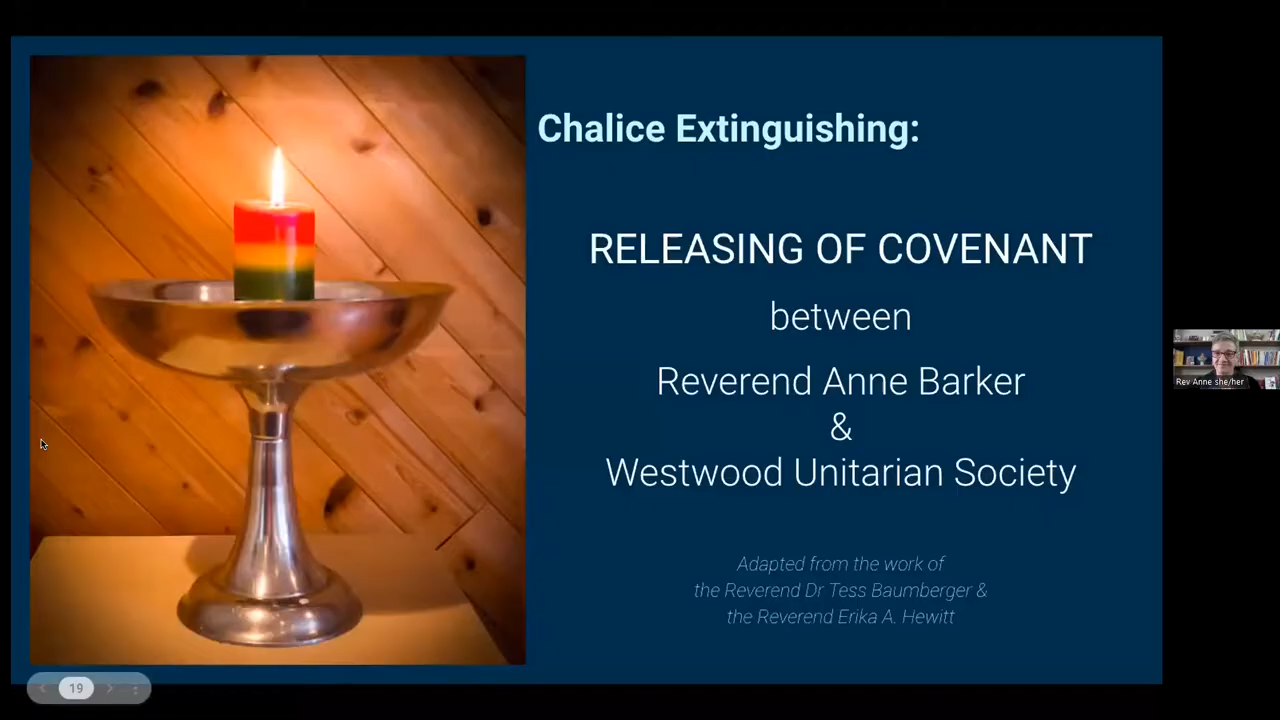 Chalice Extinguishing:
RELEASING OF COVENANT
between
Reverend Anne Barker
&
Westwood Unitarian Society
Adapted from the work of
the Reverend Dr Tess Baumberger &
the Reverend Erika A. Hewitt
Rev Anne she/her
19